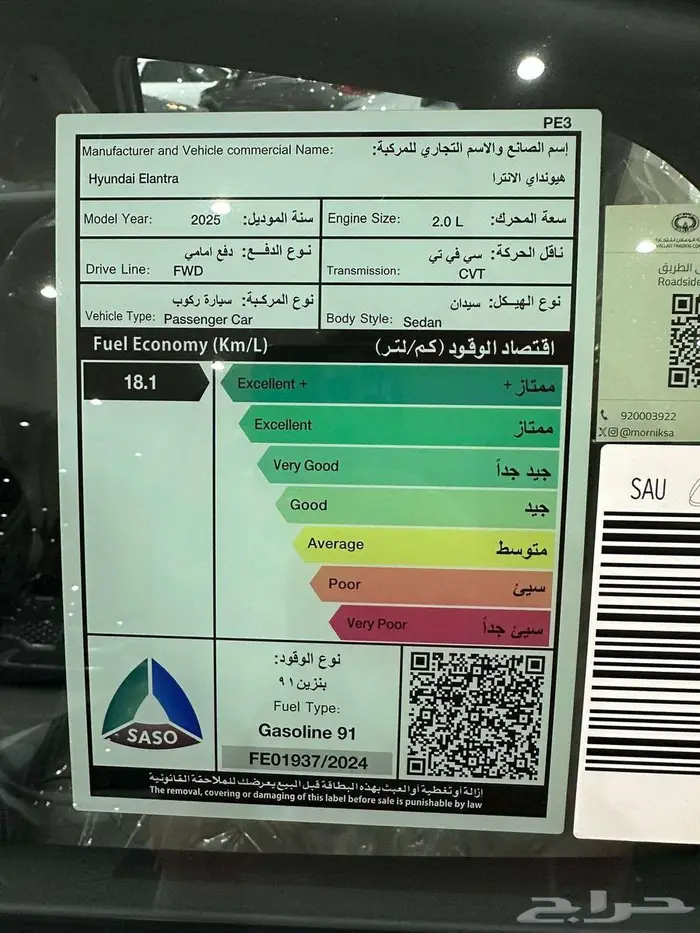 PE3
Manufacturer and Vehicle commercial Name: إسم الصانع والاسم التجاري للمركبة:
Hyundai Elantra هيونداي الانترا
Model Year: 2025 سنة الموديل:
Engine Size: 2.0 L سعة المحرك:
نوع الدفع: دفع امامي
Drive Line: FWD
ناقل الحركة: سي في تي
Transmission: CVT
نوع المركبة: سيارة ركوب
Vehicle Type: Passenger Car
نوع الهيكل: سيدان
Body Style: Sedan
Fuel Economy (Km/L) اقتصاد الوقود (كم/لتر)
18.1
Excellent + ممتاز +
Excellent ممتاز
Very Good جيد جداً
Good جيد
Average متوسط
Poor سيئ
Very Poor سيئ جداً
SASO
نوع الوقود:
بنزين ٩١
Fuel Type:
Gasoline 91
FE01937/2024
إزالة أو تغطية أو العبث بهذه البطاقة قبل البيع يعرضك للملاحقة القانونية
The removal, covering or damaging of this label before sale is punishable by law
الطريق
Roadside
920003922
@morniksa
SAU
حراج